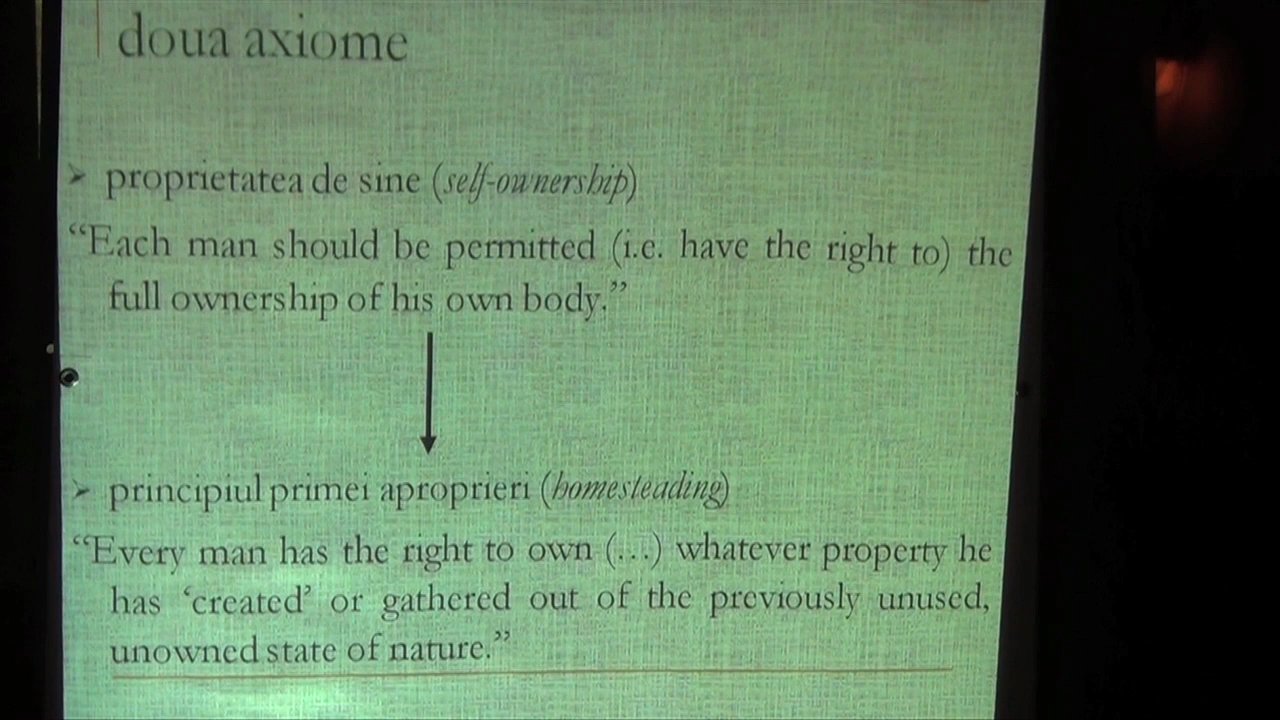 doua axiome
proprietatea de sine (self-ownership)
“Each man should be permitted (i.e. have the right to) the
full ownership of his own body.”
principiul primei aproprieri (homesteading)
“Every man has the right to own (…) whatever property he
has ‘created’ or gathered out of the previously unused,
unowned state of nature.”